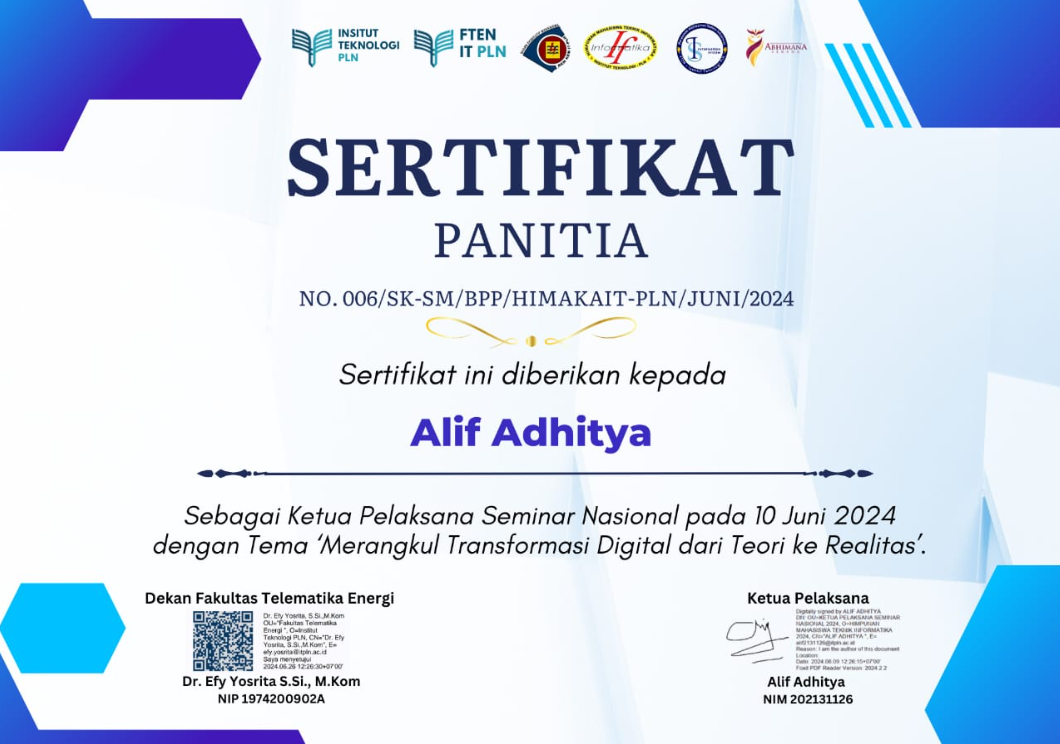 INSITUT
TEKNOLOGI
PLN
FTEN
IT PLN
Informatika
ABHIMANA
SERTIFIKAT
PANITIA
NO. 006/SK-SM/BPP/HIMAKAIT-PLN/JUNI/2024
Sertifikat ini diberikan kepada
Alif Adhitya
Sebagai Ketua Pelaksana Seminar Nasional pada 10 Juni 2024
dengan Tema ‘Merangkul Transformasi Digital dari Teori ke Realitas’.
Dekan Fakultas Telematika Energi
Dr. Efy Yosrita, S.Si.,M.Kom
OU="Fakultas Telematika
Energi ", O=Institut
Teknologi PLN, CN="Dr. Efy
Yosrita, S.Si.,M.Kom", E=
efy.yosrita@itpln.ac.id
Saya menyetujui
2024.06.26 12:26:30+07'00'
Dr. Efy Yosrita S.Si., M.Kom
NIP 1974200902A
Ketua Pelaksana
Digitally signed by ALIF ADHITYA
DN: OU=KETUA PELAKSANA SEMINAR
NASIONAL 2024, O=HIMPUNAN
MAHASISWA TEKNIK INFORMATIKA
2024, CN="ALIF ADHITYA ", E=
Reason: I am the author of this document
Location:
Date: 2024.06.09 12:26:15+07'00'
Foxit PDF Reader Version: 2024.2.2
Alif Adhitya
NIM 202131126